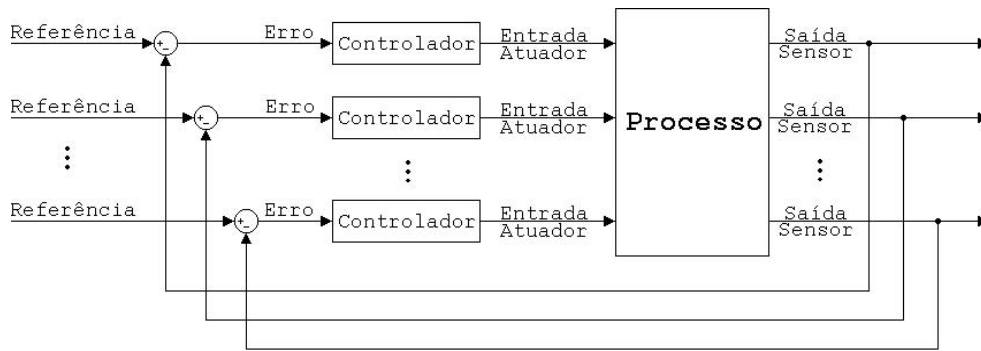 Referência Erro Controlador Entrada Saída
+ -
Atuador Sensor
Referência Erro Controlador Entrada Saída
+ -
Atuador Processo Sensor
Referência Erro Controlador Entrada Saída
+ -
Atuador Sensor